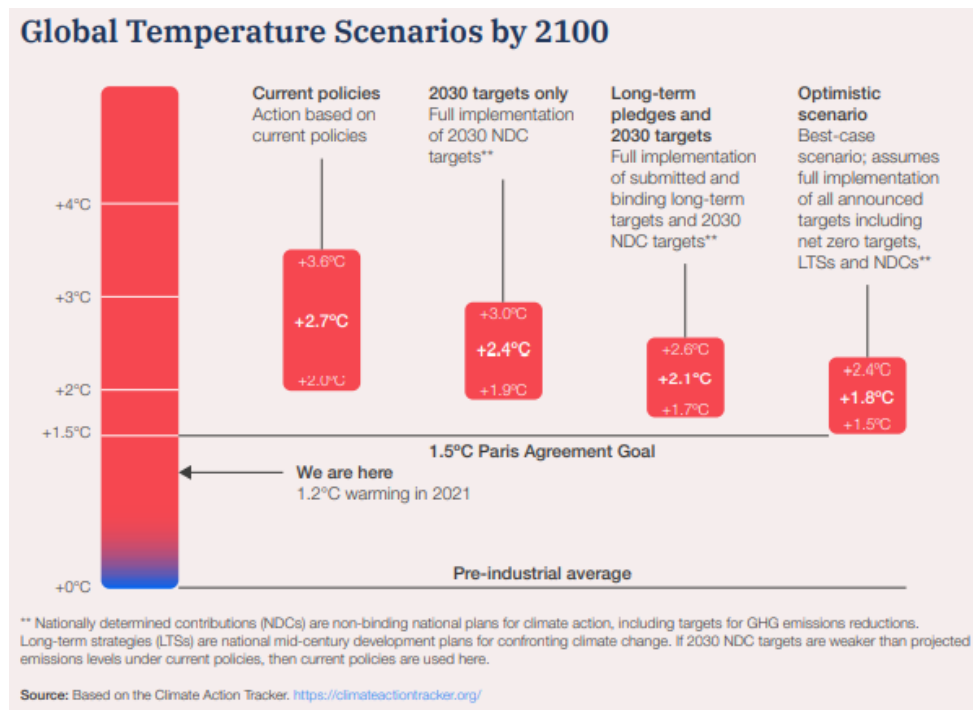 Global Temperature Scenarios by 2100
Current policies
Action based on
current policies
2030 targets only
Full implementation
of 2030 NDC
targets**
Long-term
pledges and
2030 targets
Full implementation
of submitted and
binding long-term
targets and 2030
NDC targets**
Optimistic
scenario
Best-case
scenario; assumes
full implementation
of all announced
targets including
net zero targets,
LTSs and NDCs**
+4°C
+3°C
+2°C
+1.5°C
+0°C
+3.6°C
+2.7°C
+2.0°C
+3.0°C
+2.4°C
+1.9°C
+2.6°C
+2.1°C
+1.7°C
+2.4°C
+1.8°C
+1.5°C
1.5°C Paris Agreement Goal
We are here
1.2°C warming in 2021
Pre-industrial average
** Nationally determined contributions (NDCs) are non-binding national plans for climate action, including targets for GHG emissions reductions.
Long-term strategies (LTSs) are national mid-century development plans for confronting climate change. If 2030 NDC targets are weaker than projected
emissions levels under current policies, then current policies are used here.
Source: Based on the Climate Action Tracker. https://climateactiontracker.org/